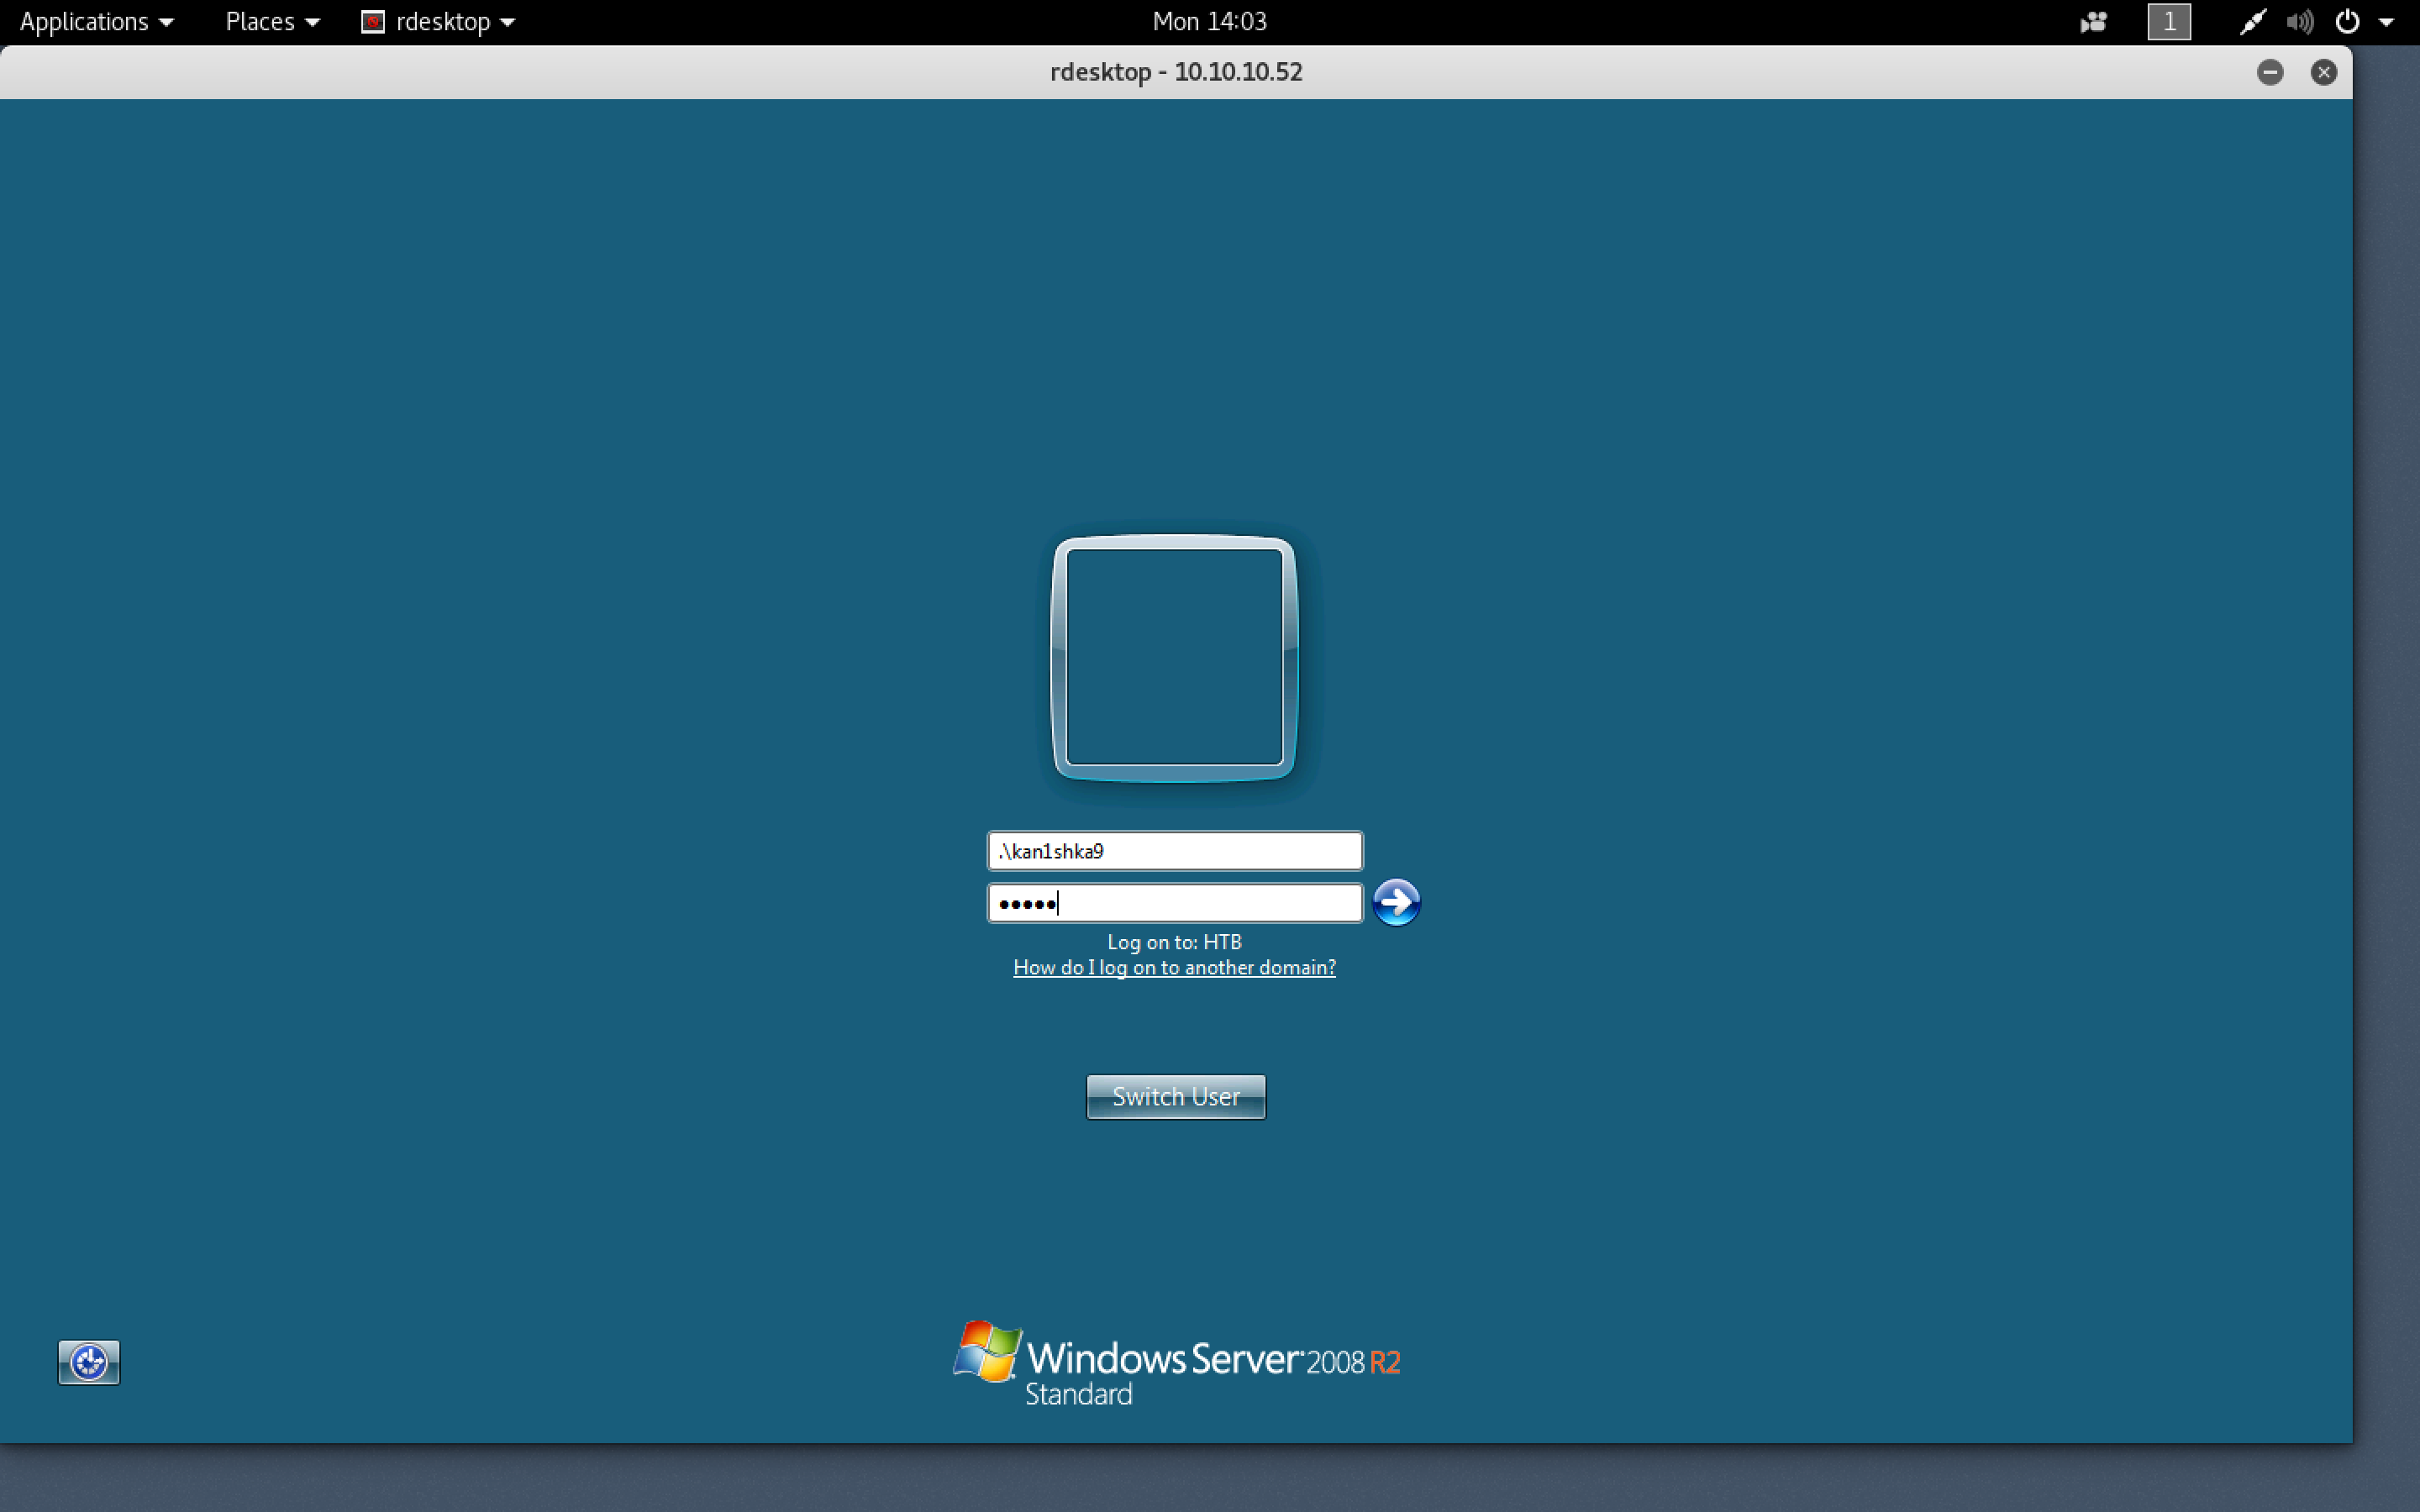 Applications Places rdesktop Mon 14:03 1
rdesktop - 10.10.10.52
.\kan1shka9
●●●●●
Log on to: HTB
How do I log on to another domain?
Switch User
Windows Server 2008 R2
Standard